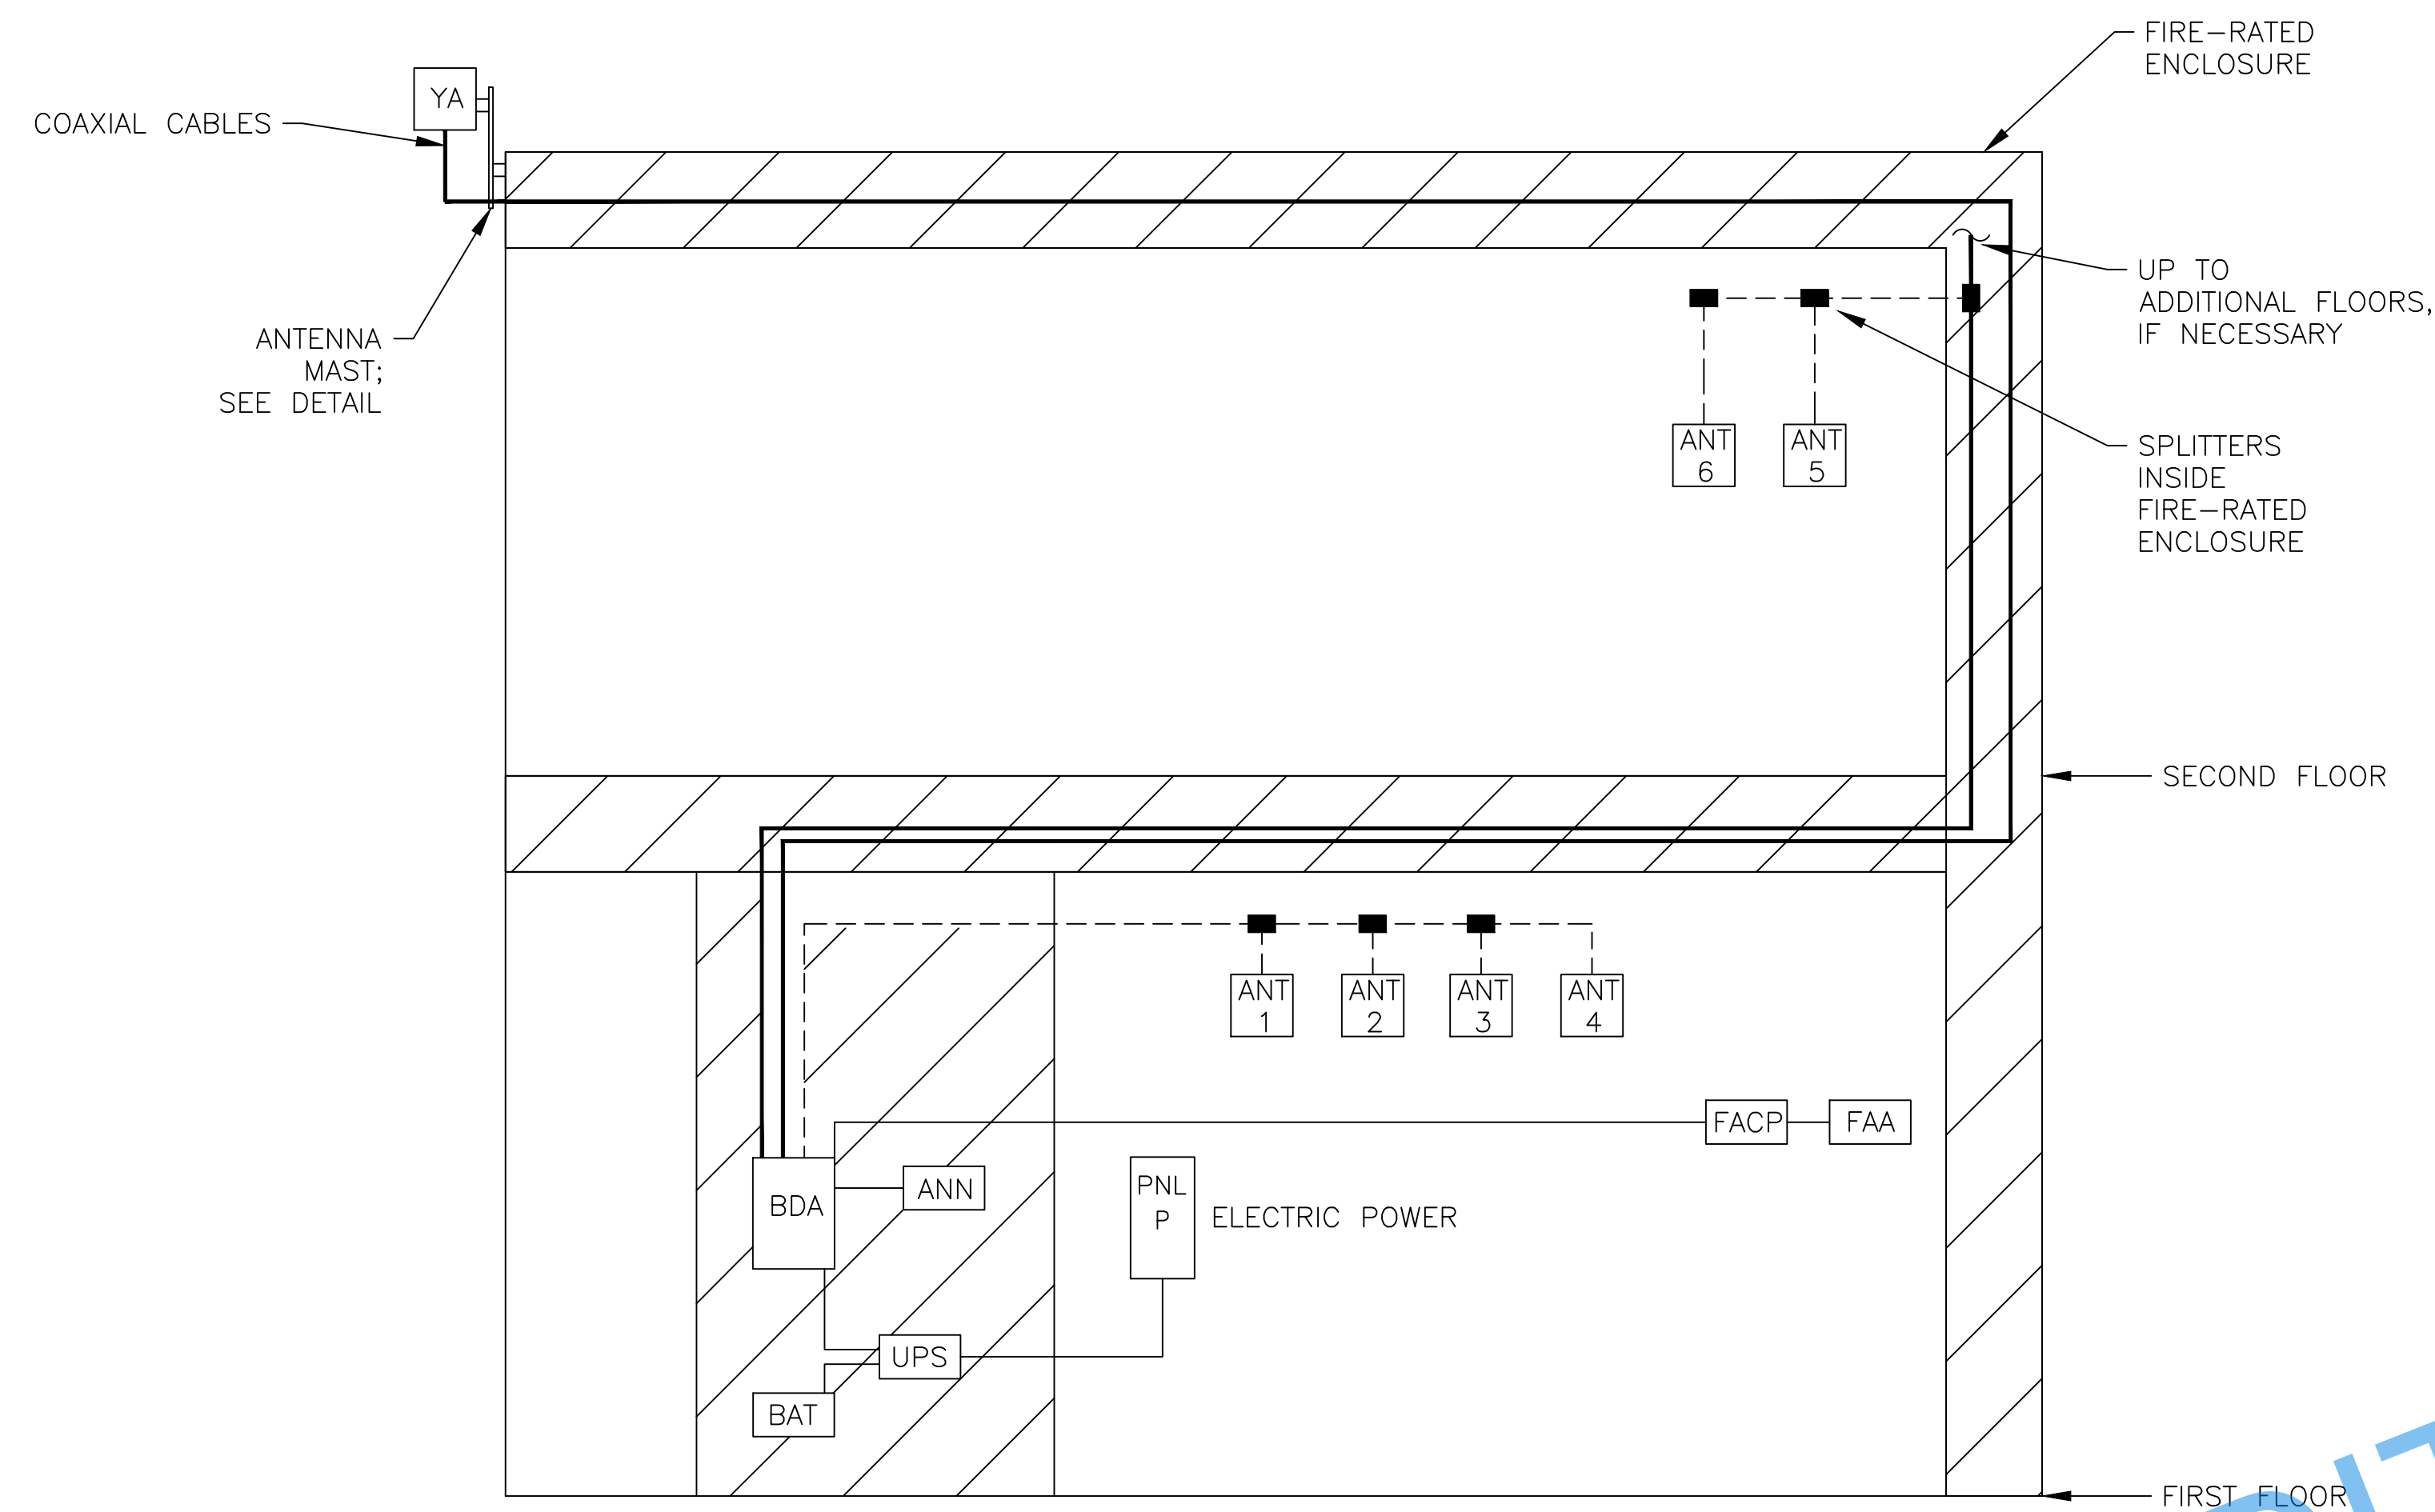 FIRE-RATED
ENCLOSURE
YA
COAXIAL CABLES
UP TO
ADDITIONAL FLOORS,
IF NECESSARY
ANTENNA
MAST;
SEE DETAIL
ANT
6
ANT
5
SPLITTERS
INSIDE
FIRE-RATED
ENCLOSURE
SECOND FLOOR
ANT
1
ANT
2
ANT
3
ANT
4
FACP
FAA
BDA
ANN
PNL
P
ELECTRIC POWER
UPS
BAT
FIRST FLOOR